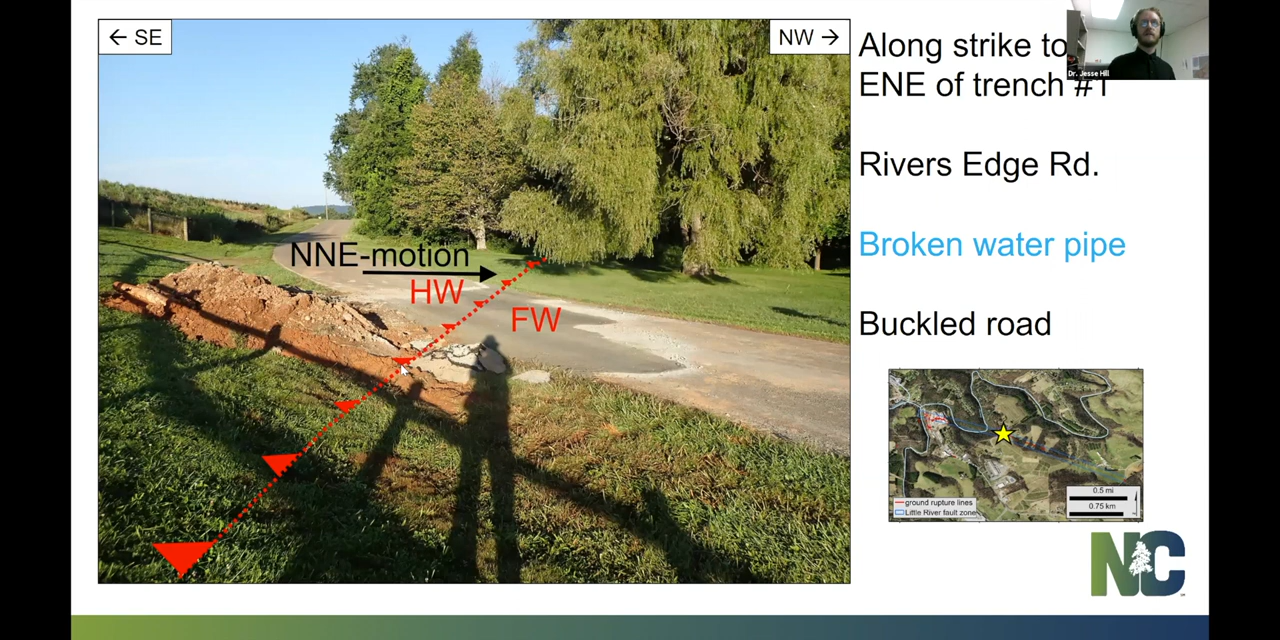 ← SE
NW →
Along strike to
ENE of trench #1
Dr. Jesse Hill
Rivers Edge Rd.
Broken water pipe
Buckled road
NNE-motion
HW
FW
0.5 mi
0.75 km
ground rupture lines
Little River fault zone
NC